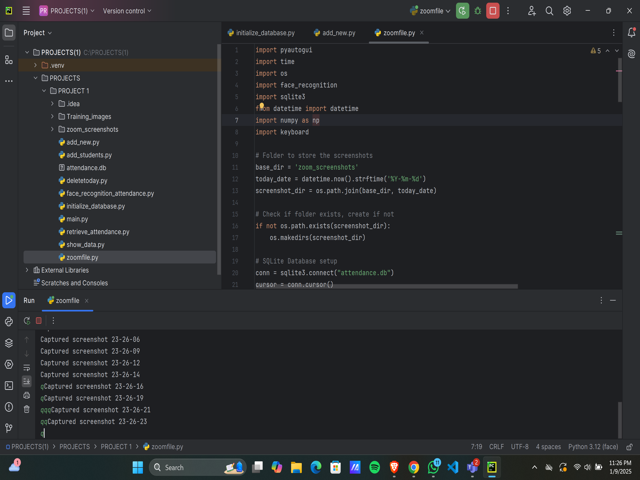 PR PROJECTS(1) Version control zoomfile
Project
initialize_database.py add_new.py zoomfile.py
PROJECTS(1) C:\PROJECTS(1)
.venv
PROJECTS
PROJECT 1
.idea
Training_images
zoom_screenshots
add_new.py
add_students.py
attendance.db
deletetoday.py
face_recognition_attendance.py
initialize_database.py
main.py
retrieve_attendance.py
show_data.py
zoomfile.py
External Libraries
Scratches and Consoles
5
1 import pyautogui
2 import time
3 import os
4 import face_recognition
5 import sqlite3
6 from datetime import datetime
7 import numpy as np
8 import keyboard
9
10 # Folder to store the screenshots
11 base_dir = 'zoom_screenshots'
12 today_date = datetime.now().strftime('%Y-%m-%d')
13 screenshot_dir = os.path.join(base_dir, today_date)
14
15 # Check if folder exists, create if not
16 if not os.path.exists(screenshot_dir):
17 os.makedirs(screenshot_dir)
18
19 # SQLite Database setup
20 conn = sqlite3.connect("attendance.db")
21 cursor = conn.cursor()
Run zoomfile
Captured screenshot 23-26-06
Captured screenshot 23-26-09
Captured screenshot 23-26-12
Captured screenshot 23-26-14
qCaptured screenshot 23-26-16
qCaptured screenshot 23-26-19
qqqCaptured screenshot 23-26-21
qqCaptured screenshot 23-26-23
q
PROJECTS(1) PROJECTS PROJECT 1 zoomfile.py 7:19 CRLF UTF-8 4 spaces Python 3.12 (face)
Search
11:26 PM
1/9/2025